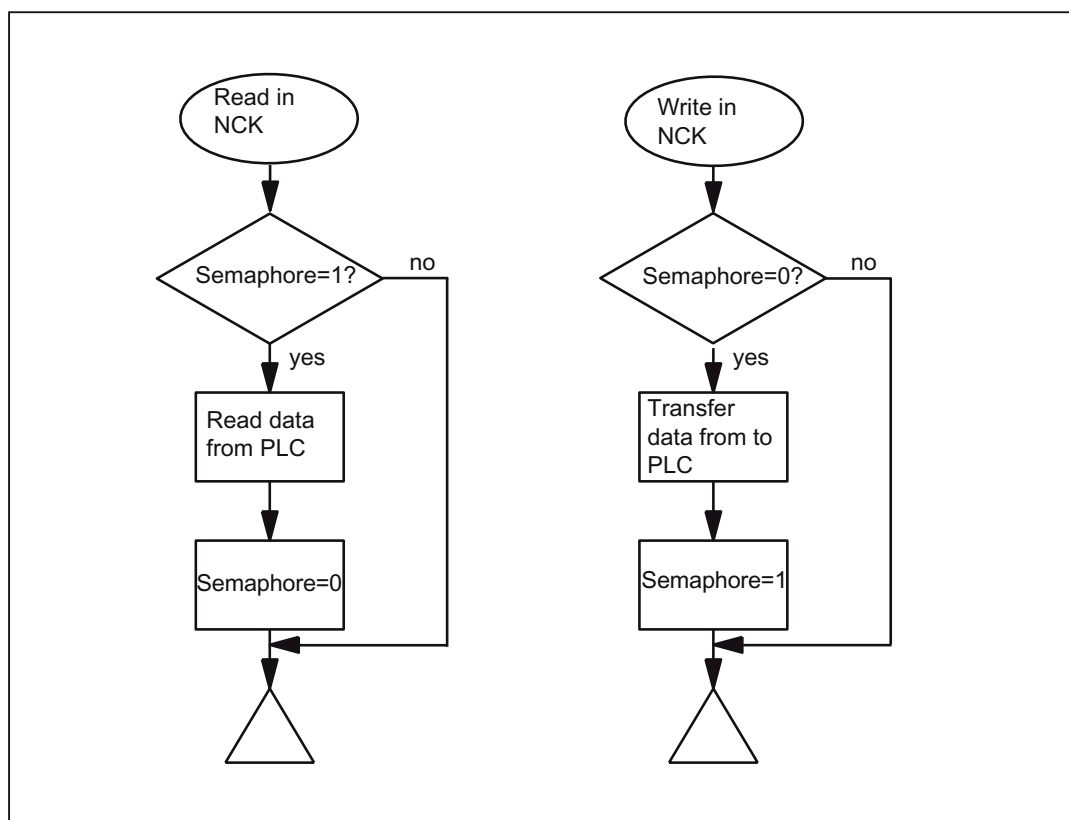 Read in
NCK
Semaphore=1?
no
yes
Read data
from PLC
Semaphore=0
Write in
NCK
Semaphore=0?
no
yes
Transfer
data from to
PLC
Semaphore=1